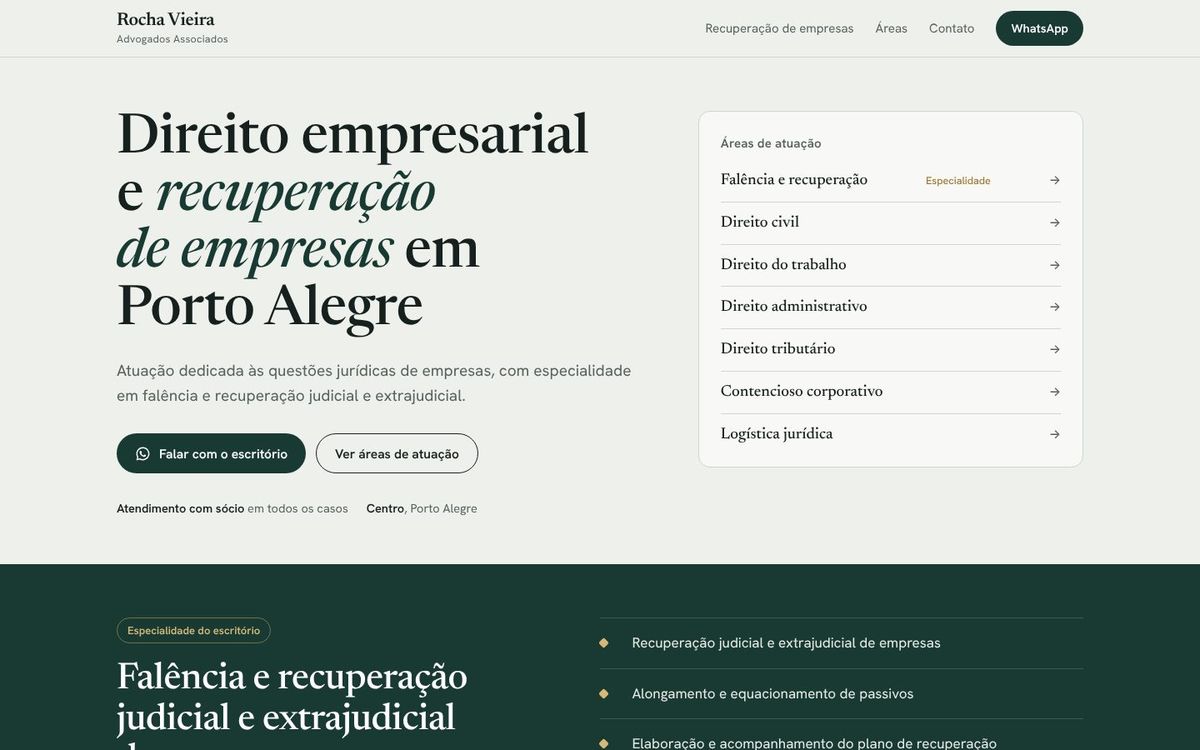 Rocha Vieira
Advogados Associados
Recuperação de empresas
Áreas
Contato
WhatsApp
Direito empresarial
e recuperação
de empresas em
Porto Alegre
Atuação dedicada às questões jurídicas de empresas, com especialidade
em falência e recuperação judicial e extrajudicial.
Falar com o escritório
Ver áreas de atuação
Atendimento com sócio em todos os casos
Centro, Porto Alegre
Áreas de atuação
Falência e recuperação
Especialidade
→
Direito civil →
Direito do trabalho →
Direito administrativo →
Direito tributário →
Contencioso corporativo →
Logística jurídica →
Especialidade do escritório
Falência e recuperação
judicial e extrajudicial
Recuperação judicial e extrajudicial de empresas
Alongamento e equacionamento de passivos
Elaboração e acompanhamento do plano de recuperação